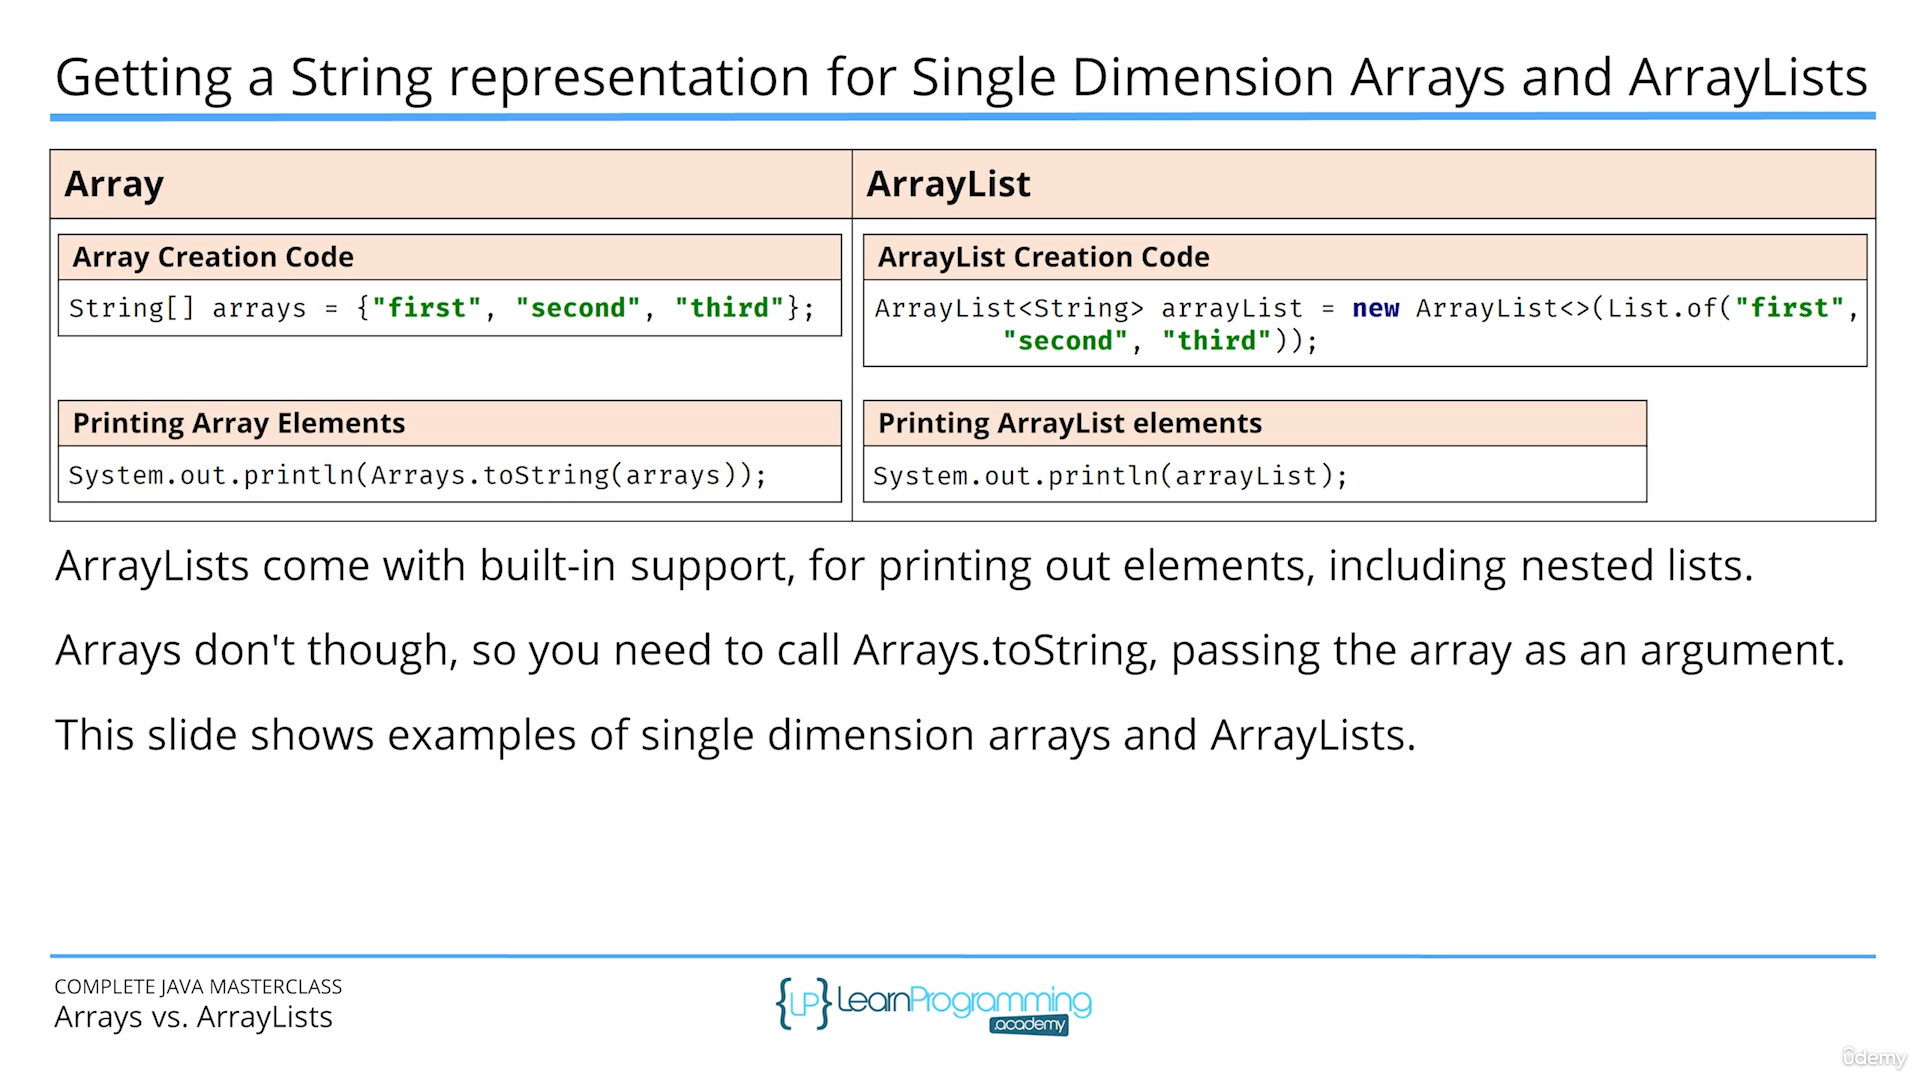 Getting a String representation for Single Dimension Arrays and ArrayLists
Array
ArrayList
Array Creation Code
String[] arrays = {"first", "second", "third"};
Printing Array Elements
System.out.println(Arrays.toString(arrays));
ArrayList Creation Code
ArrayList<String> arrayList = new ArrayList<>(List.of("first",
"second", "third"));
Printing ArrayList elements
System.out.println(arrayList);
ArrayLists come with built-in support, for printing out elements, including nested lists.
Arrays don't though, so you need to call Arrays.toString, passing the array as an argument.
This slide shows examples of single dimension arrays and ArrayLists.
COMPLETE JAVA MASTERCLASS
Arrays vs. ArrayLists
{LP} LearnProgramming
.academy
ûdemy